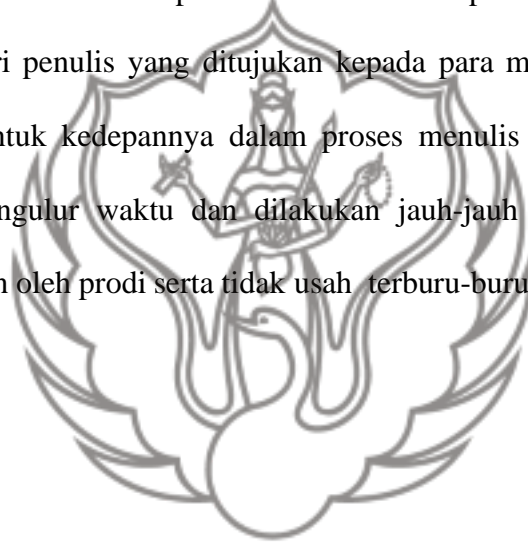 ri penulis yang ditujukan kepada para m
ntuk kedepannya dalam proses menulis
ngulur waktu dan dilakukan jauh-jauh
n oleh prodi serta tidak usah terburu-buru